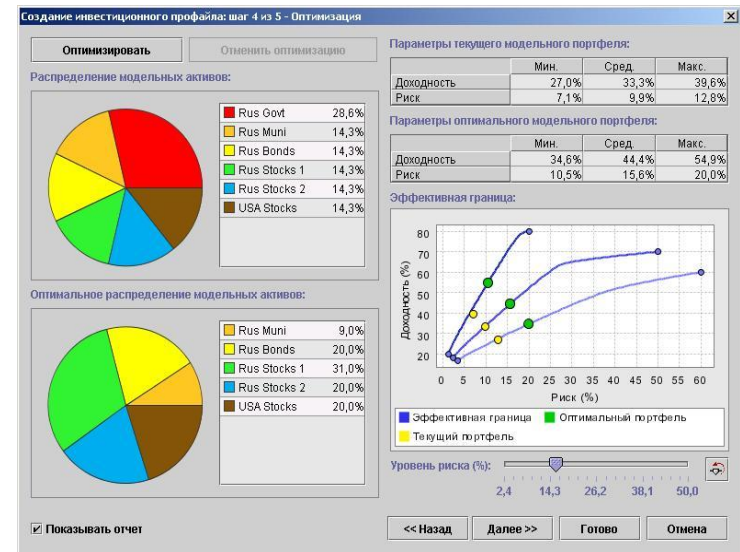 Создание инвестиционного профайла: шаг 4 из 5 - Оптимизация
Оптимизировать
Отменить оптимизацию
Распределение модельных активов:
Rus Govt 28,6%
Rus Muni 14,3%
Rus Bonds 14,3%
Rus Stocks 1 14,3%
Rus Stocks 2 14,3%
USA Stocks 14,3%
Оптимальное распределение модельных активов:
Rus Muni 9,0%
Rus Bonds 20,0%
Rus Stocks 1 31,0%
Rus Stocks 2 20,0%
USA Stocks 20,0%
Показывать отчет
Параметры текущего модельного портфеля:
Мин. Сред. Макс.
Доходность 27,0% 33,3% 39,6%
Риск 7,1% 9,9% 12,8%
Параметры оптимального модельного портфеля:
Мин. Сред. Макс.
Доходность 34,6% 44,4% 54,9%
Риск 10,5% 15,6% 20,0%
Эффективная граница:
Доходность (%)
80
70
60
50
40
30
20
0 5 10 15 20 25 30 35 40 45 50 55 60
Риск (%)
Эффективная граница Оптимальный портфель
Текущий портфель
Уровень риска (%):
2,4 14,3 26,2 38,1 50,0
<< Назад Далее >> Готово Отмена